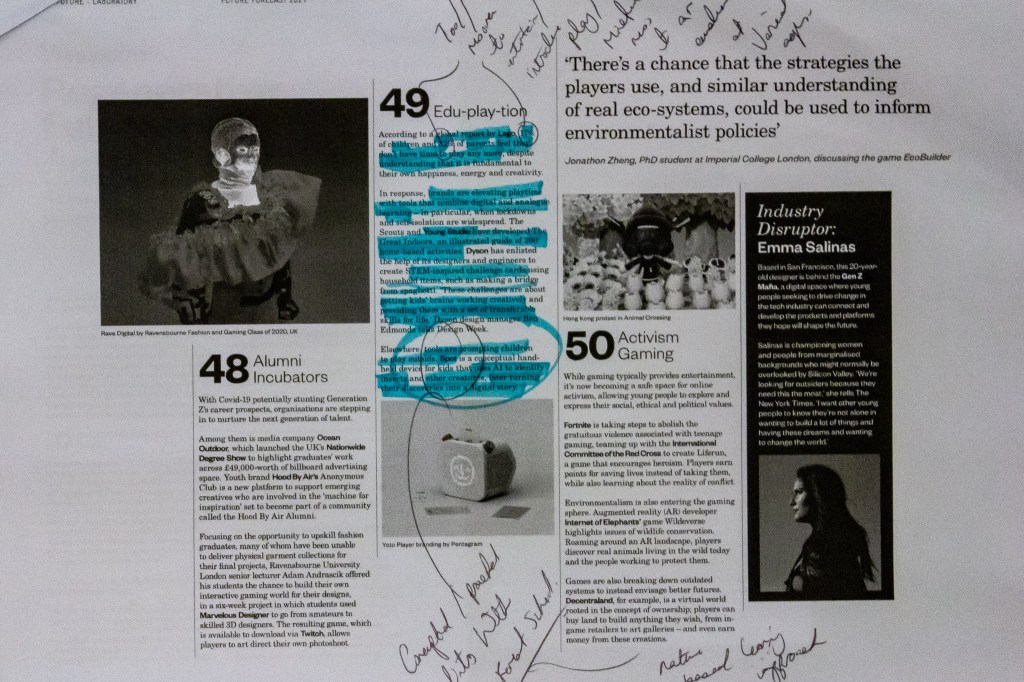 FUTURE : LABORATORY
FUTURE FORECAST 2021
Tool /
to
entertain /
play /
it
at
Various
ages.
Rave Digital by Ravensbourne Fashion and Gaming Class of 2020, UK
48 Alumni
Incubators
With Covid-19 potentially stunting Generation
Z's career prospects, organisations are stepping
in to nurture the next generation of talent.
Among them is media company Ocean
Outdoor, which launched the UK's Nationwide
Degree Show to highlight graduates' work
across £49,000-worth of billboard advertising
space. Youth brand Hood By Air's Anonymous
Club is a new platform to support emerging
creatives who are involved in the 'machine for
inspiration' set to become part of a community
called the Hood By Air Alumni.
Focusing on the opportunity to upskill fashion
graduates, many of whom have been unable
to deliver physical garment collections for
their final projects, Ravensbourne University
London senior lecturer Adam Andrascik offered
his students the chance to build their own
interactive gaming world for their designs,
in a six-week project in which students used
Marvelous Designer to go from amateurs to
skilled 3D designers. The resulting game, which
is available to download via Twitch, allows
players to art direct their own photoshoot.
49 Edu-play-tion
According to a global report by Lego, 17%
of children and of parents feel they
don't have time to play any more, despite
understanding that it is fundamental to
their own happiness, energy and creativity.
In response, brands are elevating playtime
with tools that combine digital and analogue
learning – in particular, when lockdowns
and self-isolation are widespread. The
Scouts and Young Studio have developed The
Great Indoors, an illustrated guide of 200
home-based activities. Dyson has enlisted
the help of its designers and engineers to
create STEM-inspired challenge cards using
household items, such as making a bridge
from spaghetti. 'These challenges are about
getting kids' brains working creatively and
providing them with a set of transferable
skills for life,' Dyson design manager Ben
Edmonds tells Design Week.
Elsewhere, tools are prompting children
to play outside. Spot is a conceptual hand-
held device for kids that uses AI to identify
insects and other creatures, later turning
their discoveries into a digital story.
Yoto Player branding by Pentagram
With
Forest School.
nature
based learning
approach
'There's a chance that the strategies the
players use, and similar understanding
of real eco-systems, could be used to inform
environmentalist policies'
Jonathon Zheng, PhD student at Imperial College London, discussing the game EcoBuilder
Hong Kong protest in Animal Crossing
50 Activism
Gaming
While gaming typically provides entertainment,
it's now becoming a safe space for online
activism, allowing young people to explore and
express their social, ethical and political values.
Fortnite is taking steps to abolish the
gratuitous violence associated with teenage
gaming, teaming up with the International
Committee of the Red Cross to create Liferun,
a game that encourages heroism. Players earn
points for saving lives instead of taking them,
while also learning about the reality of conflict.
Environmentalism is also entering the gaming
sphere. Augmented reality (AR) developer
Internet of Elephants' game Wildeverse
highlights issues of wildlife conservation.
Roaming around an AR landscape, players
discover real animals living in the wild today
and the people working to protect them.
Games are also breaking down outdated
systems to instead envisage better futures.
Decentraland, for example, is a virtual world
rooted in the concept of ownership; players can
buy land to build anything they wish, from in-
game retailers to art galleries – and even earn
money from these creations.
Industry
Disruptor:
Emma Salinas
Based in San Francisco, this 20-year-
old designer is behind the Gen Z
Mafia, a digital space where young
people seeking to drive change in
the tech industry can connect and
develop the products and platforms
they hope will shape the future.
Salinas is championing women
and people from marginalised
backgrounds who might normally be
overlooked by Silicon Valley. 'We're
looking for outsiders because they
need this the most,' she tells The
New York Times. 'I want other young
people to know they're not alone in
wanting to build a lot of things and
having these dreams and wanting
to change the world.'